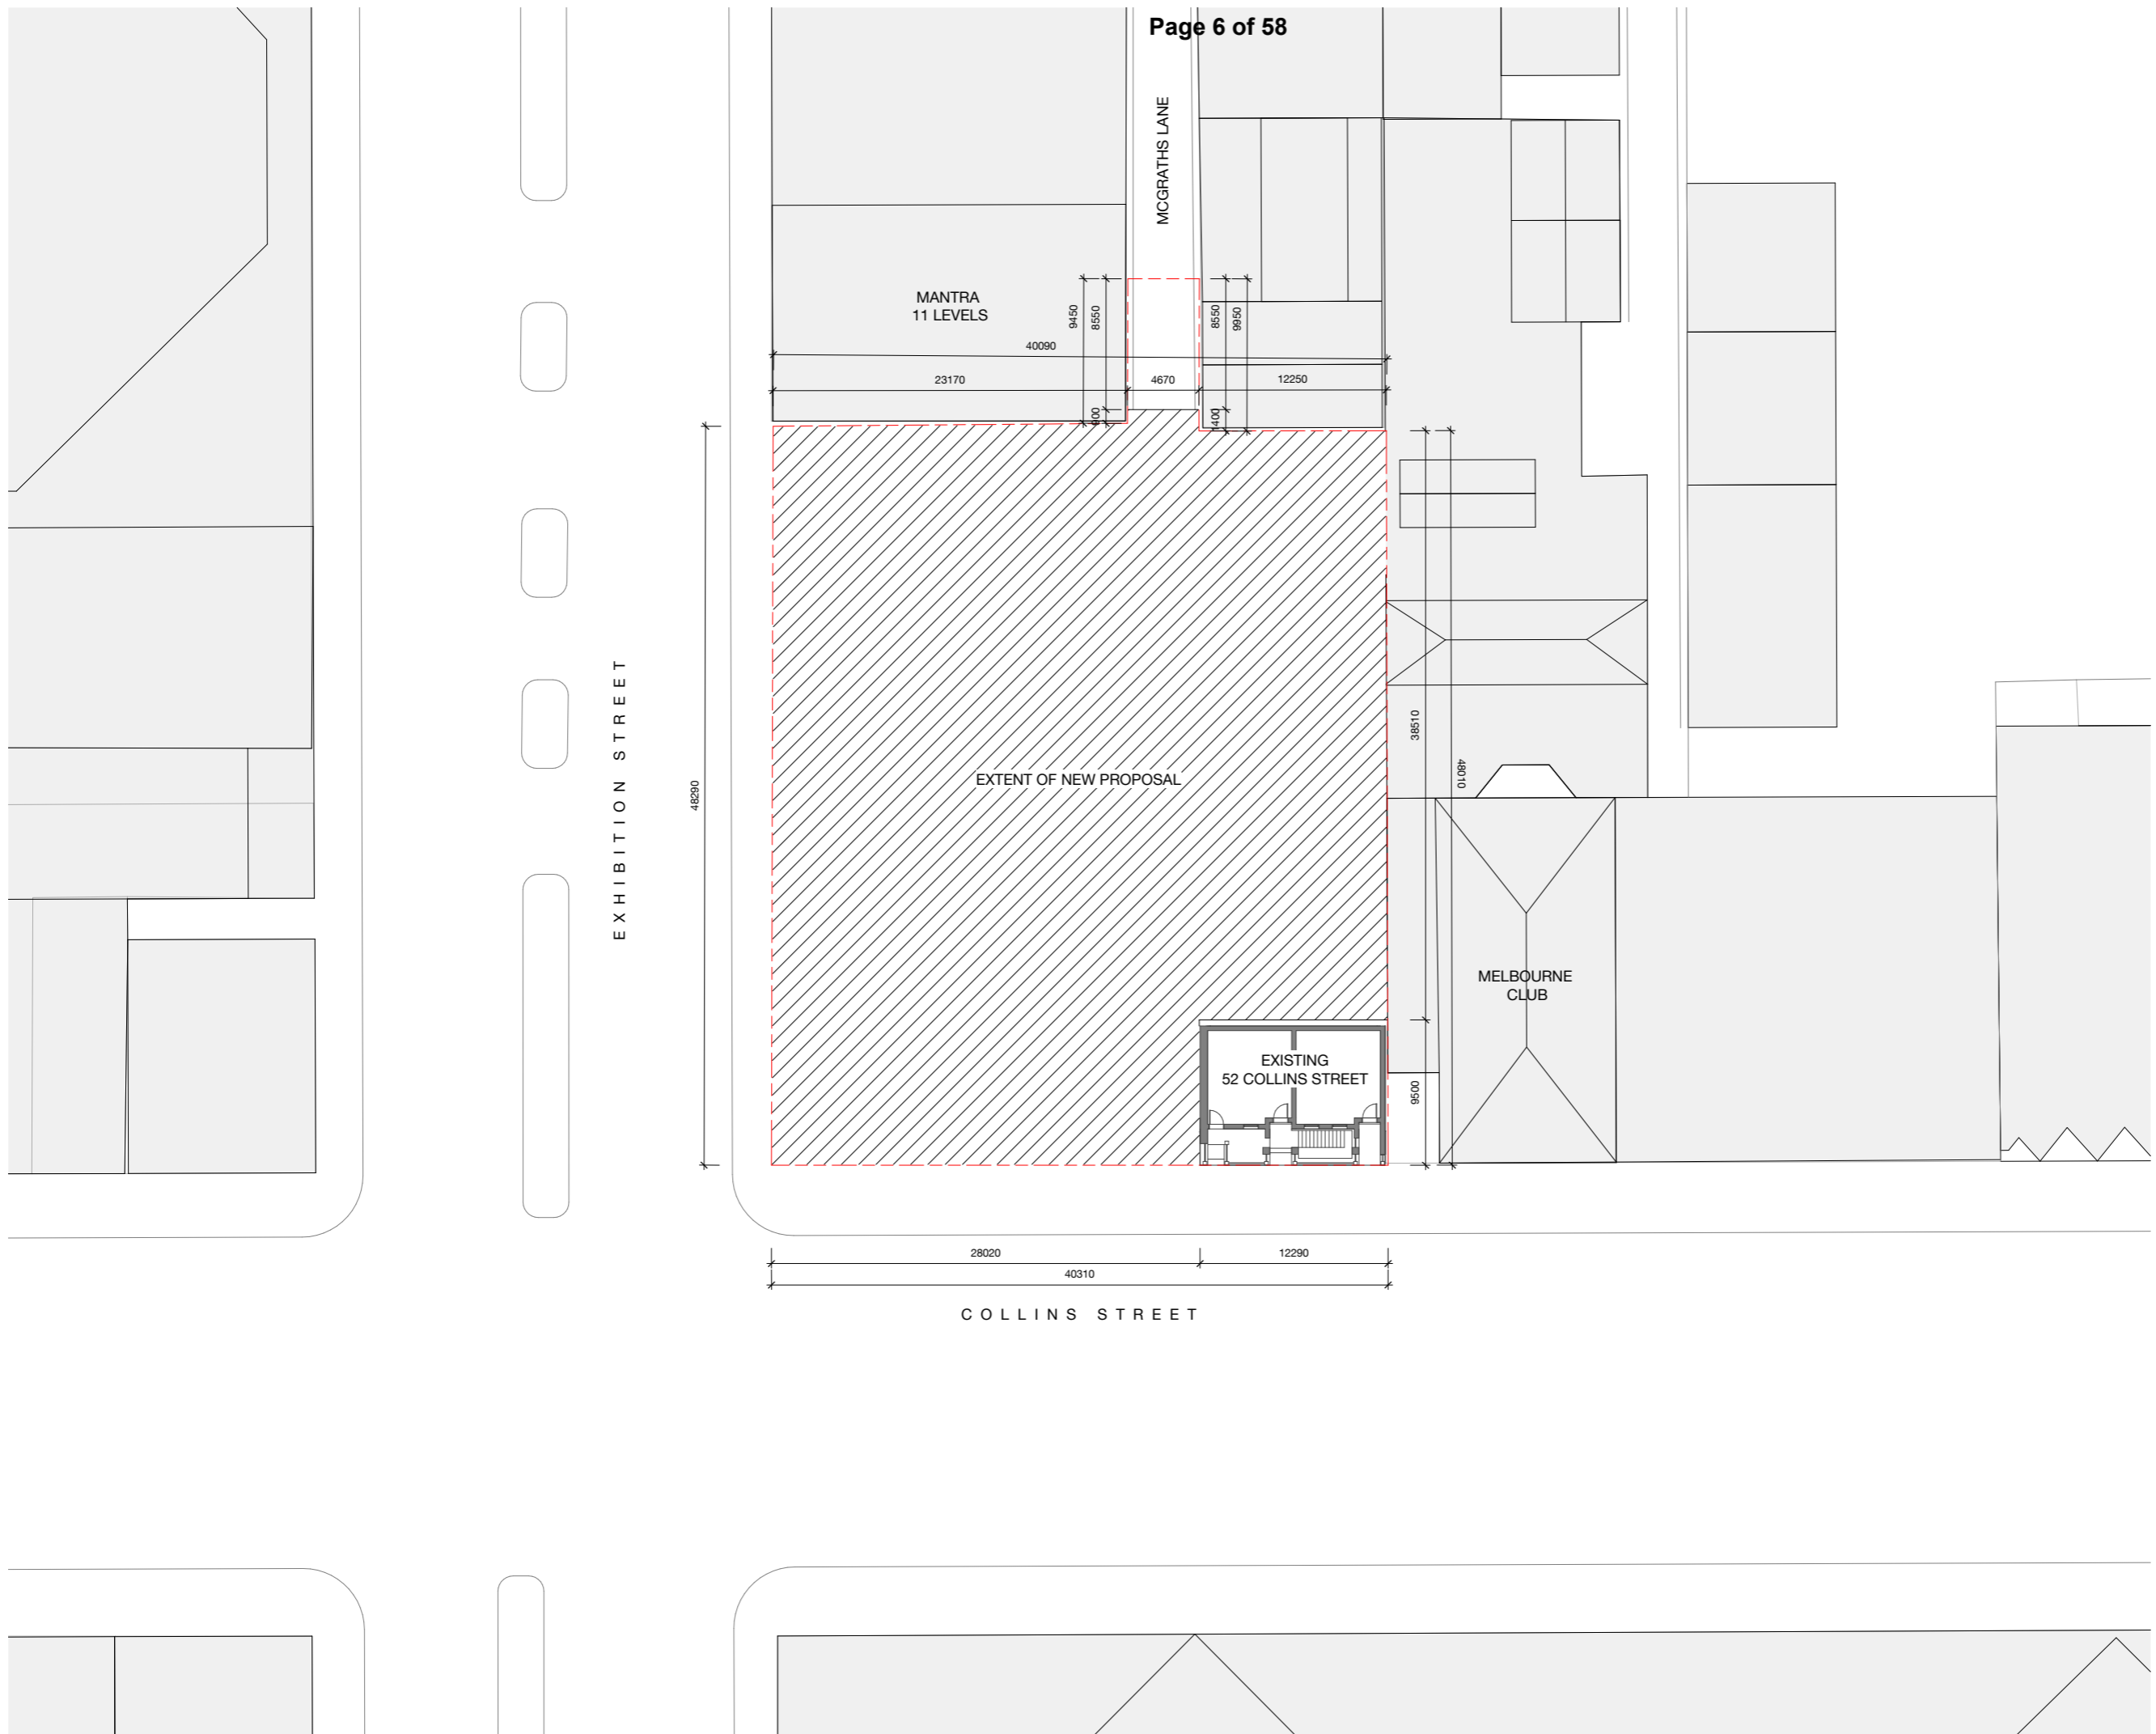 Page 6 of 58
MCGRATHS LANE
MANTRA
11 LEVELS
9450
8550
8550
9950
40090
23170
4670
12250
900
1400
EXHIBITION STREET
48290
EXTENT OF NEW PROPOSAL
38510
48010
MELBOURNE
CLUB
EXISTING
52 COLLINS STREET
9500
28020
12290
40310
COLLINS STREET